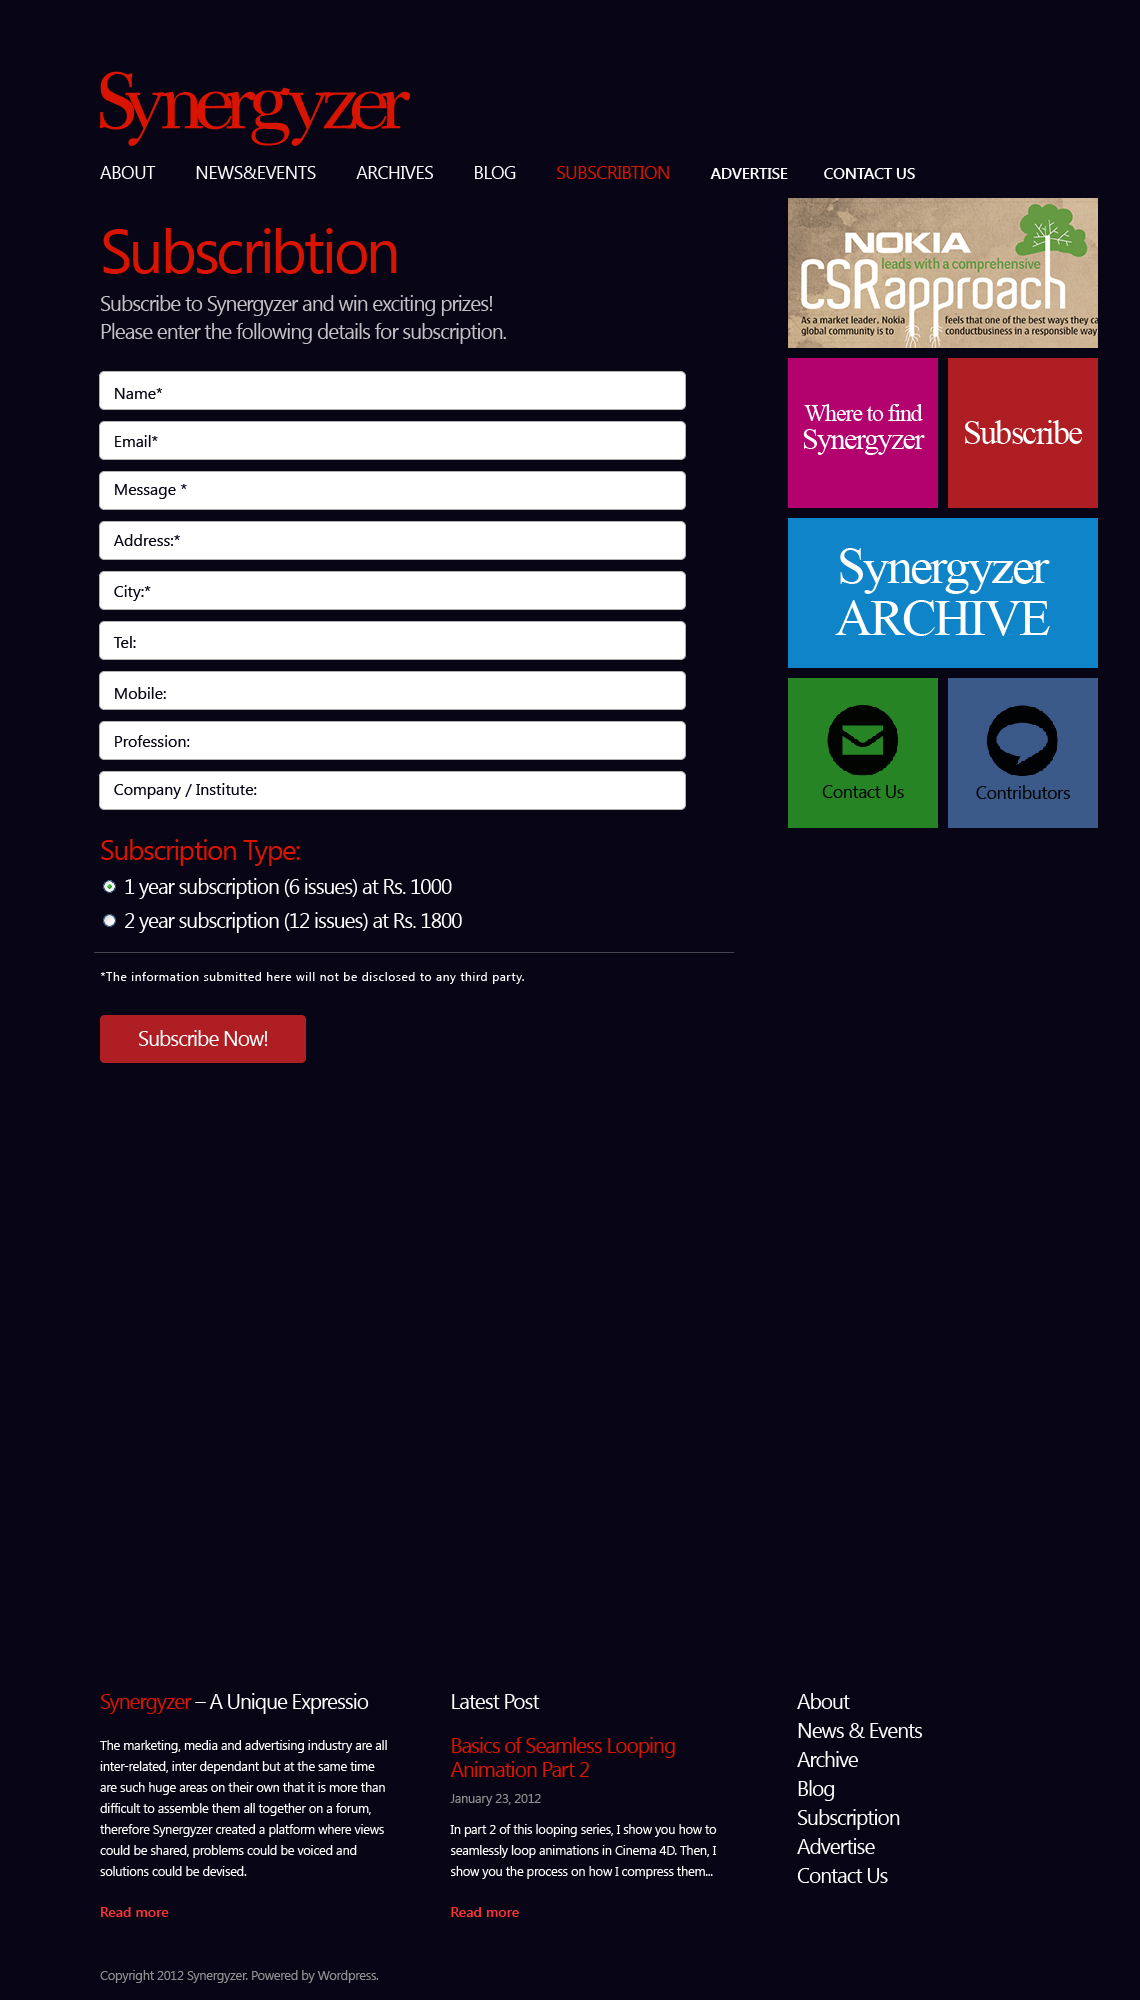 Synergyzer
ABOUT NEWS&EVENTS ARCHIVES BLOG SUBSCRIBTION ADVERTISE CONTACT US
Subscribtion
Subscribe to Synergyzer and win exciting prizes!
Please enter the following details for subscription.
Name*
Email*
Message *
Address:*
City:*
Tel:
Mobile:
Profession:
Company / Institute:
Subscription Type:
1 year subscription (6 issues) at Rs. 1000
2 year subscription (12 issues) at Rs. 1800
*The information submitted here will not be disclosed to any third party.
Subscribe Now!
NOKIA
leads with a comprehensive
CSR approach
As a market leader, Nokia feels that one of the best ways they ca
global community is to conductbusiness in a responsible way
Where to find
Synergyzer
Subscribe
Synergyzer
ARCHIVE
Contact Us
Contributors
Synergyzer – A Unique Expressio
The marketing, media and advertising industry are all
inter-related, inter dependant but at the same time
are such huge areas on their own that it is more than
difficult to assemble them all together on a forum,
therefore Synergyzer created a platform where views
could be shared, problems could be voiced and
solutions could be devised.
Read more
Latest Post
Basics of Seamless Looping
Animation Part 2
January 23, 2012
In part 2 of this looping series, I show you how to
seamlessly loop animations in Cinema 4D. Then, I
show you the process on how I compress them...
Read more
About
News & Events
Archive
Blog
Subscription
Advertise
Contact Us
Copyright 2012 Synergyzer. Powered by Wordpress.